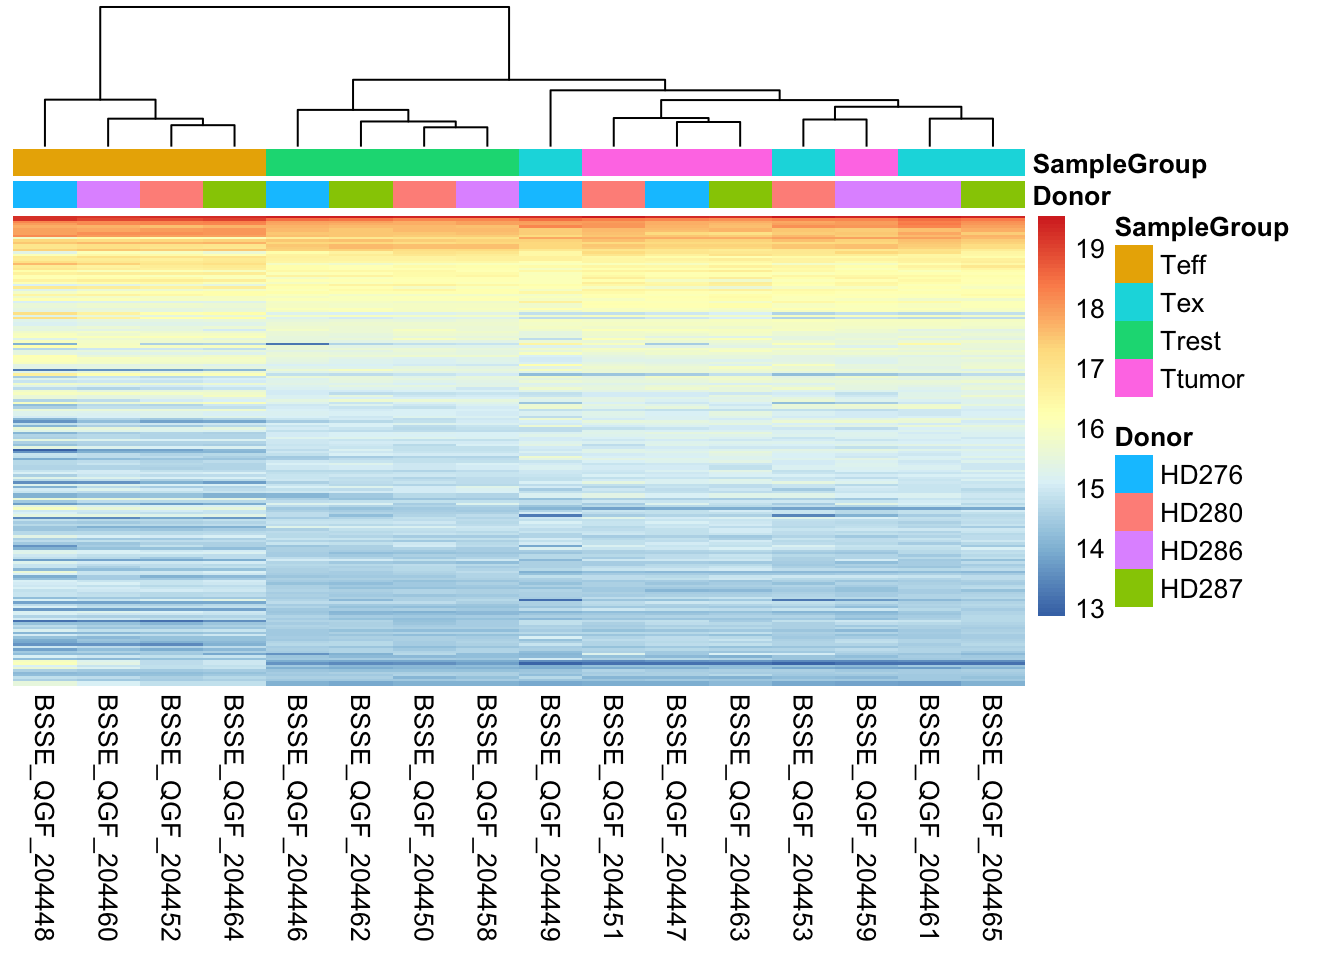 SampleGroup
Donor
19
18
17
16
15
14
13
SampleGroup
Teff
Tex
Trest
Ttumor
Donor
HD276
HD280
HD286
HD287
BSSE_QGF_204448
BSSE_QGF_204460
BSSE_QGF_204452
BSSE_QGF_204464
BSSE_QGF_204446
BSSE_QGF_204462
BSSE_QGF_204450
BSSE_QGF_204458
BSSE_QGF_204449
BSSE_QGF_204451
BSSE_QGF_204447
BSSE_QGF_204463
BSSE_QGF_204453
BSSE_QGF_204459
BSSE_QGF_204461
BSSE_QGF_204465